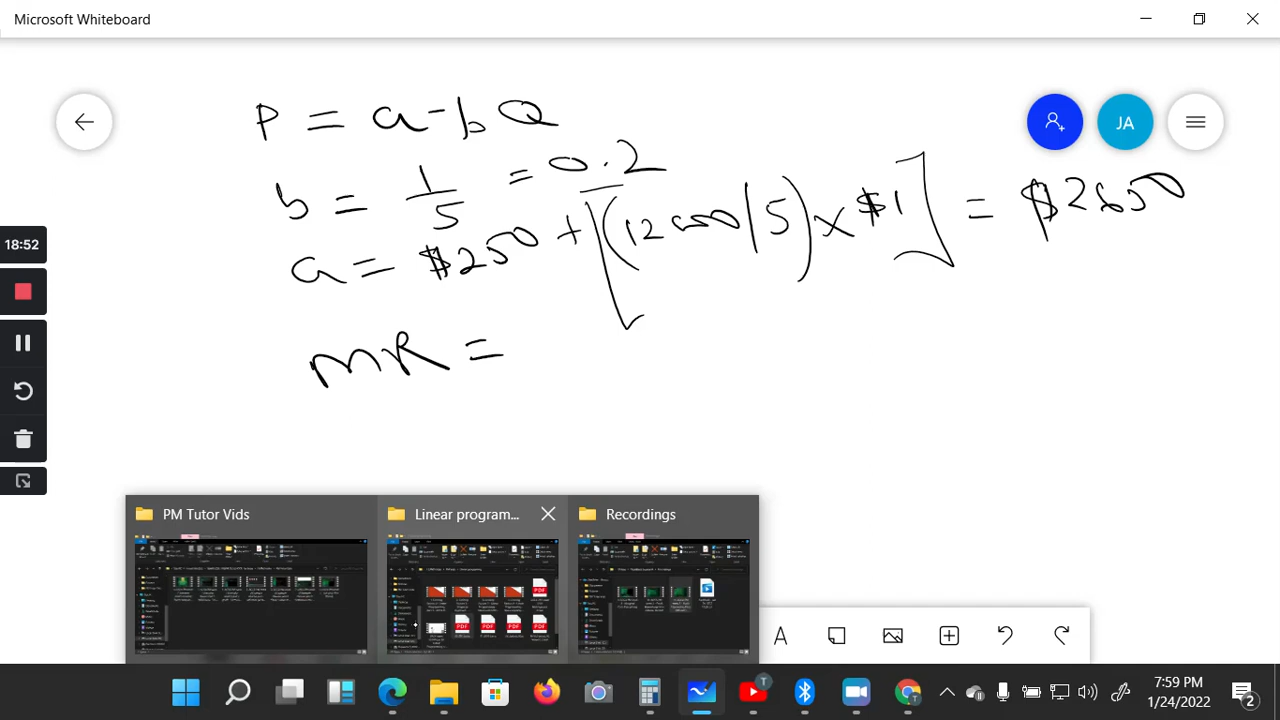 Microsoft Whiteboard
P = a - bQ
b = 1/5 = 0.2
a = $250 + [(12000/5) × $1] = $2650
MR =
JA
18:52
PM Tutor Vids
Linear program...
Recordings
7:59 PM
1/24/2022
2